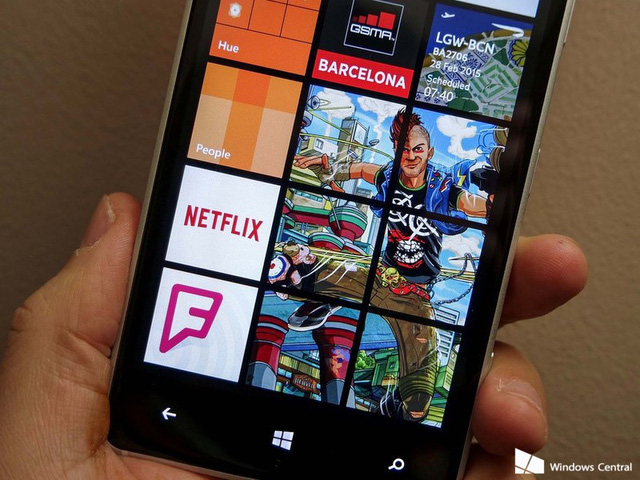 Hue
GSMA
BARCELONA
LGW-BCN
BA2706
28 Feb 2015
Scheduled
07:40
People
NETFLIX
Windows Central